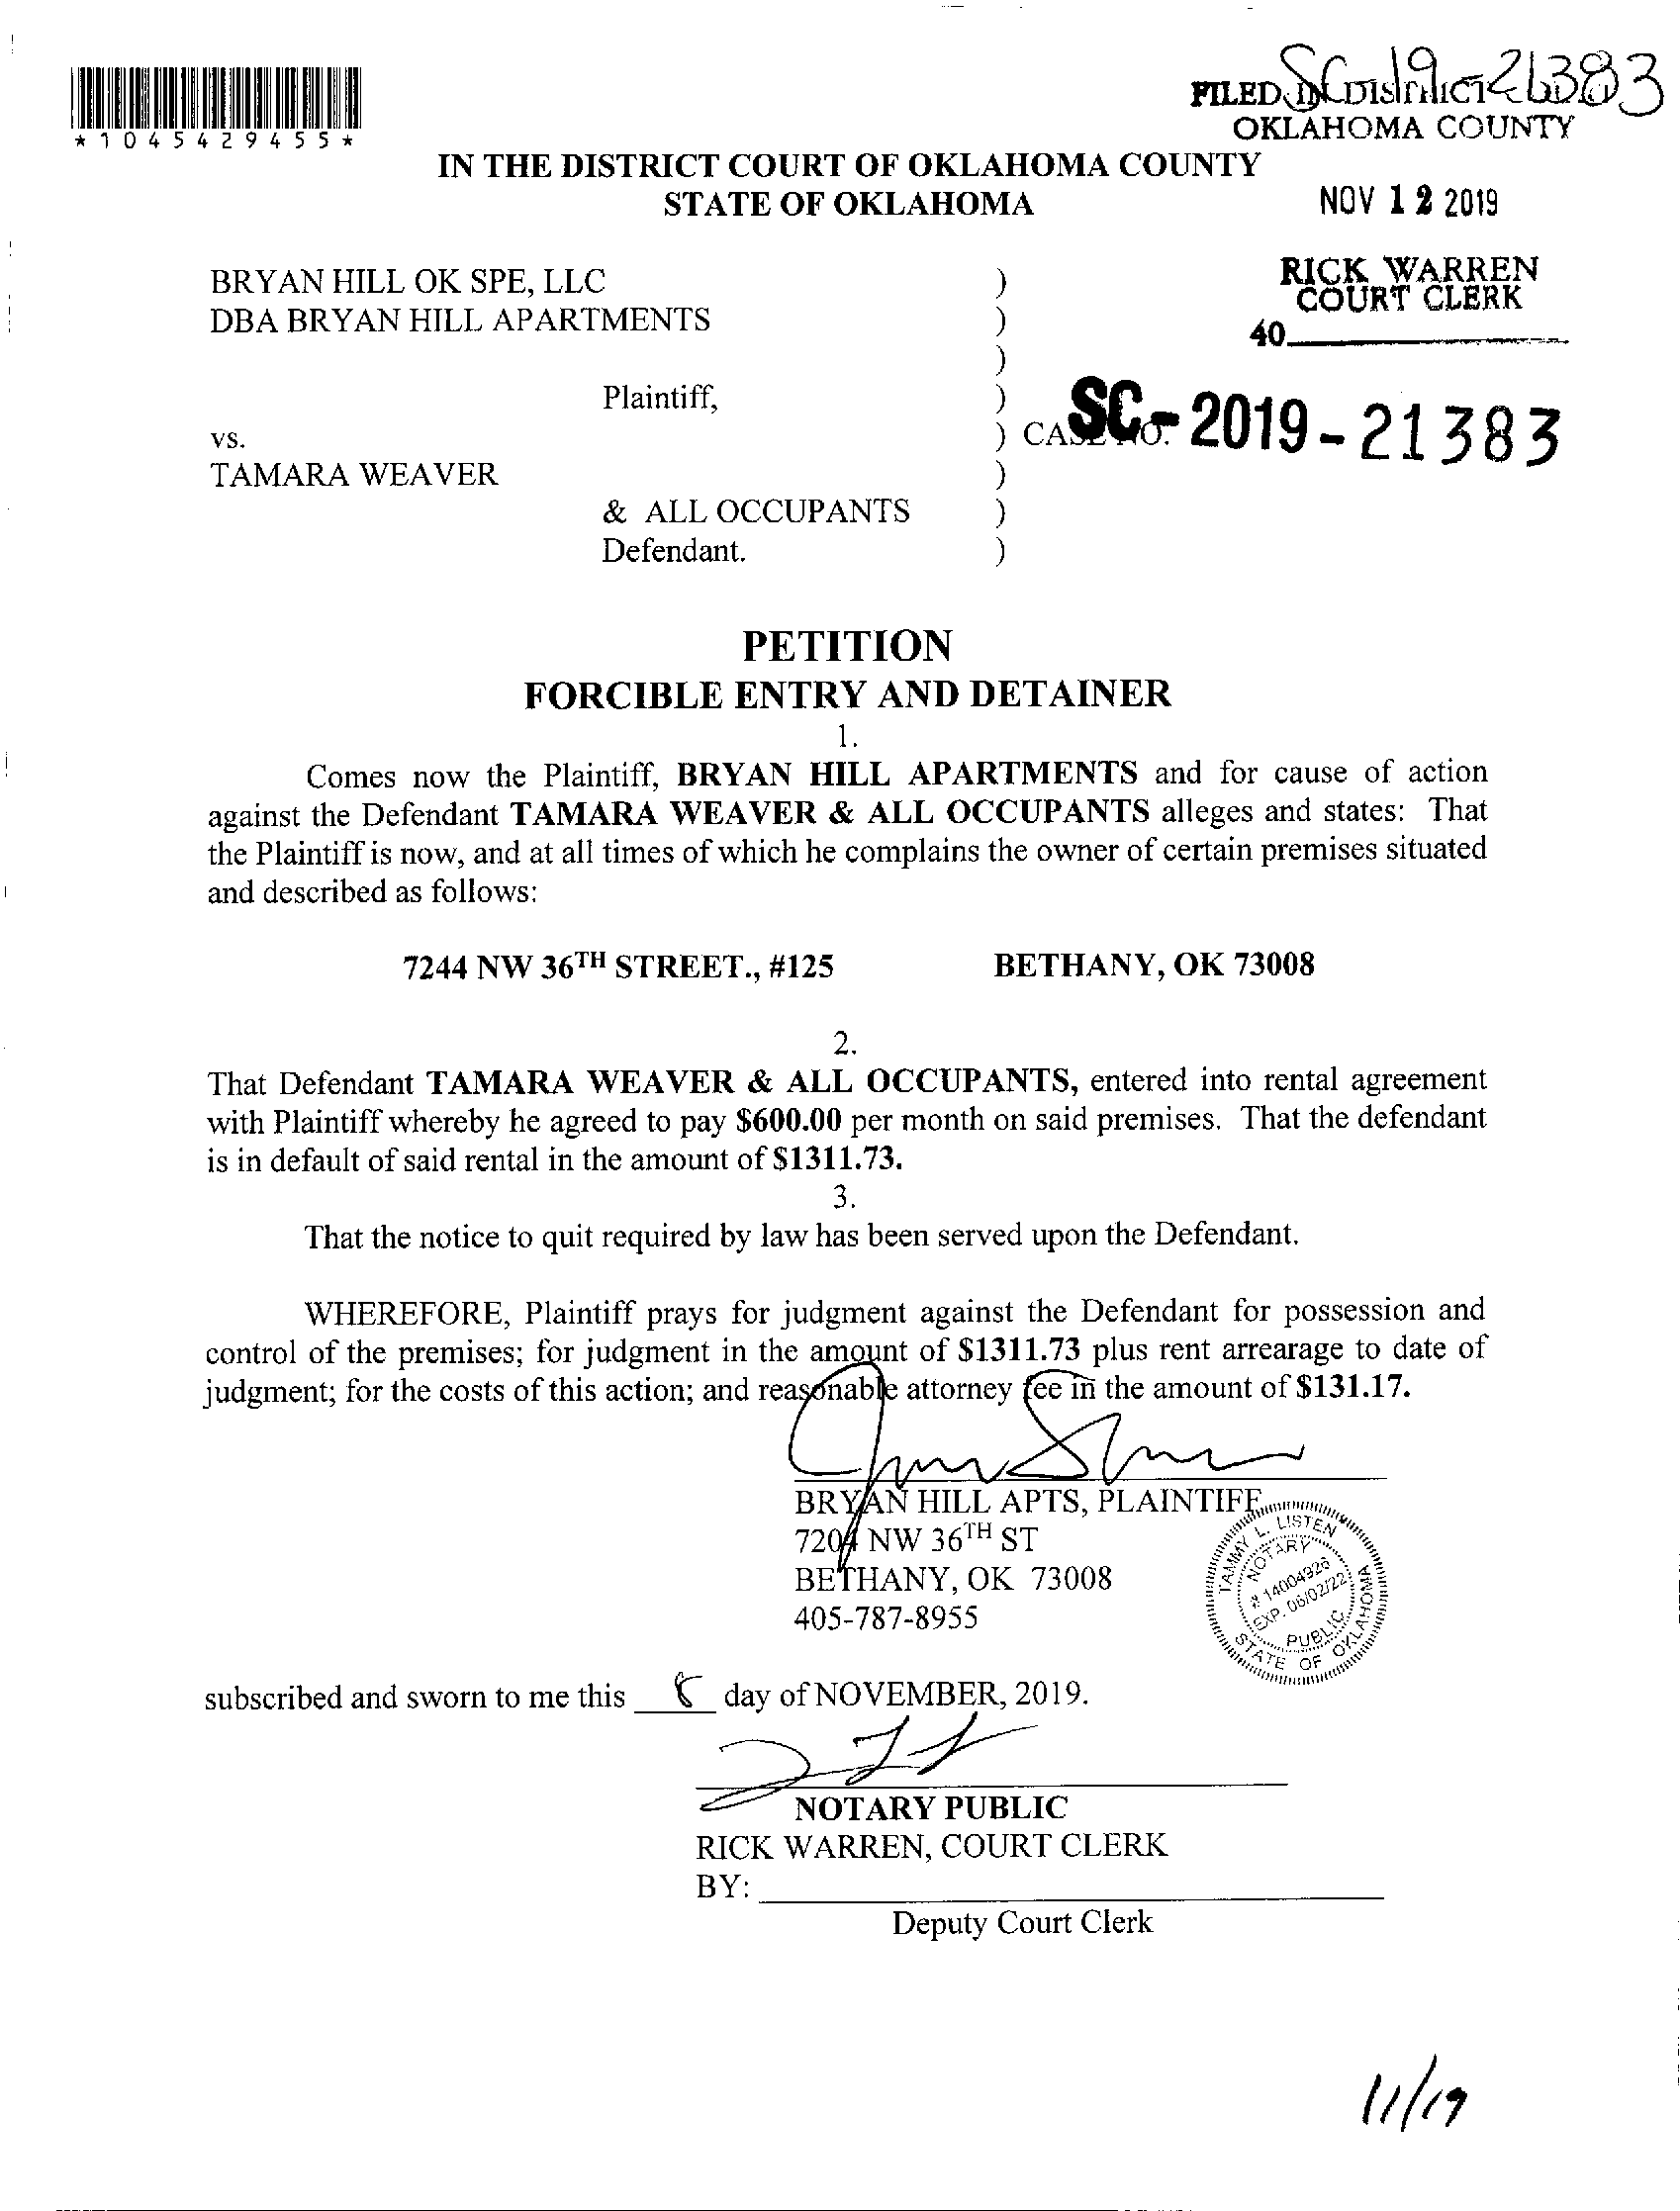 *1045429455*
SC-19-21383
FILED IN DISTRICT COURT
OKLAHOMA COUNTY
IN THE DISTRICT COURT OF OKLAHOMA COUNTY
STATE OF OKLAHOMA
NOV 12 2019
RICK WARREN
COURT CLERK
40
BRYAN HILL OK SPE, LLC )
DBA BRYAN HILL APARTMENTS )
)
Plaintiff, )
vs. ) CASE NO. SC-2019-21383
TAMARA WEAVER )
& ALL OCCUPANTS )
Defendant. )
PETITION
FORCIBLE ENTRY AND DETAINER
1.
Comes now the Plaintiff, BRYAN HILL APARTMENTS and for cause of action
against the Defendant TAMARA WEAVER & ALL OCCUPANTS alleges and states: That
the Plaintiff is now, and at all times of which he complains the owner of certain premises situated
and described as follows:
7244 NW 36TH STREET., #125 BETHANY, OK 73008
2.
That Defendant TAMARA WEAVER & ALL OCCUPANTS, entered into rental agreement
with Plaintiff whereby he agreed to pay $600.00 per month on said premises. That the defendant
is in default of said rental in the amount of $1311.73.
3.
That the notice to quit required by law has been served upon the Defendant.
WHEREFORE, Plaintiff prays for judgment against the Defendant for possession and
control of the premises; for judgment in the amount of $1311.73 plus rent arrearage to date of
judgment; for the costs of this action; and reasonable attorney fee in the amount of $131.17.
BRYAN HILL APTS, PLAINTIFF
7204 NW 36TH ST
BETHANY, OK 73008
405-787-8955
TAMMY L. LISTEN
NOTARY
# 14004926
EXP. 06/02/22
PUBLIC
STATE OF OKLAHOMA
subscribed and sworn to me this 8 day of NOVEMBER, 2019.
NOTARY PUBLIC
RICK WARREN, COURT CLERK
BY:
Deputy Court Clerk
11/19